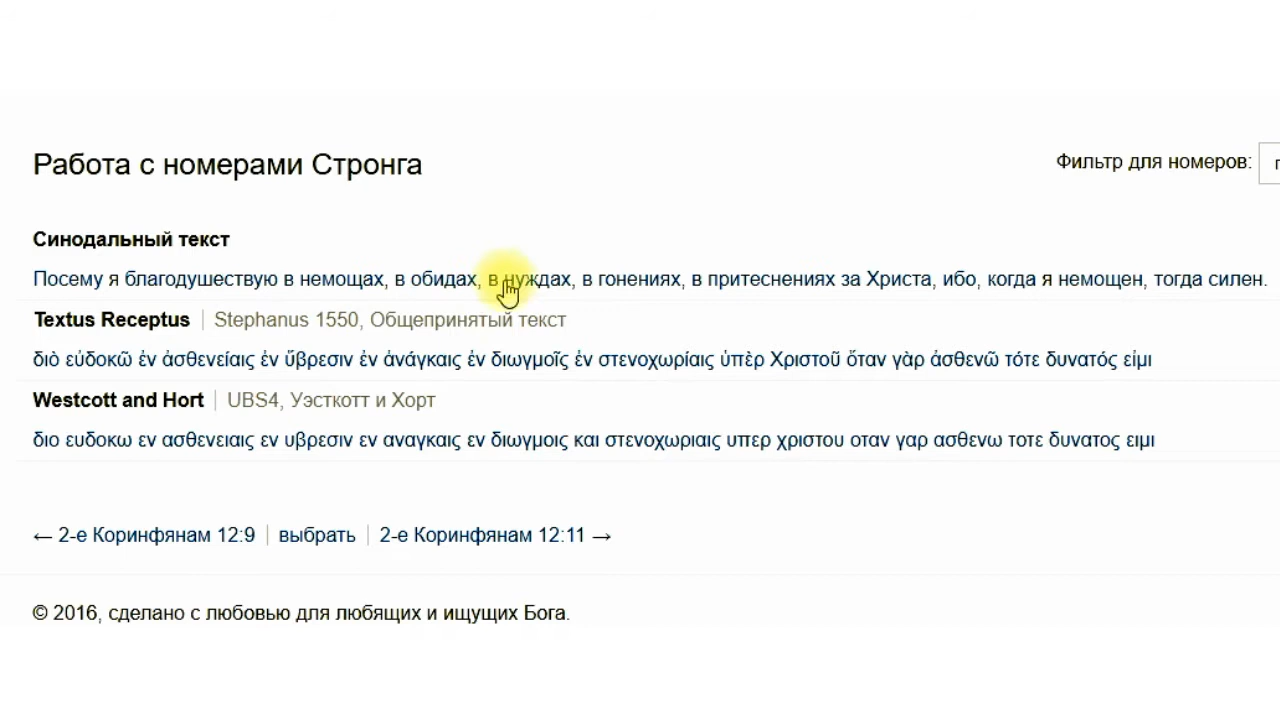 Работа с номерами Стронга
Фильтр для номеров:
Синодальный текст
Посему я благодушествую в немощах, в обидах, в нуждах, в гонениях, в притеснениях за Христа, ибо, когда я немощен, тогда силен.
Textus Receptus | Stephanus 1550, Общепринятый текст
διὸ εὐδοκῶ ἐν ἀσθενείαις ἐν ὕβρεσιν ἐν ἀνάγκαις ἐν διωγμοῖς ἐν στενοχωρίαις ὑπὲρ Χριστοῦ ὅταν γὰρ ἀσθενῶ τότε δυνατός εἰμι
Westcott and Hort | UBS4, Уэсткотт и Хорт
διο ευδοκω εν ασθενειαις εν υβρεσιν εν αναγκαις εν διωγμοις και στενοχωριαις υπερ χριστου οταν γαρ ασθενω τοτε δυνατος ειμι
← 2-е Коринфянам 12:9 | выбрать | 2-е Коринфянам 12:11 →
© 2016, сделано с любовью для любящих и ищущих Бога.